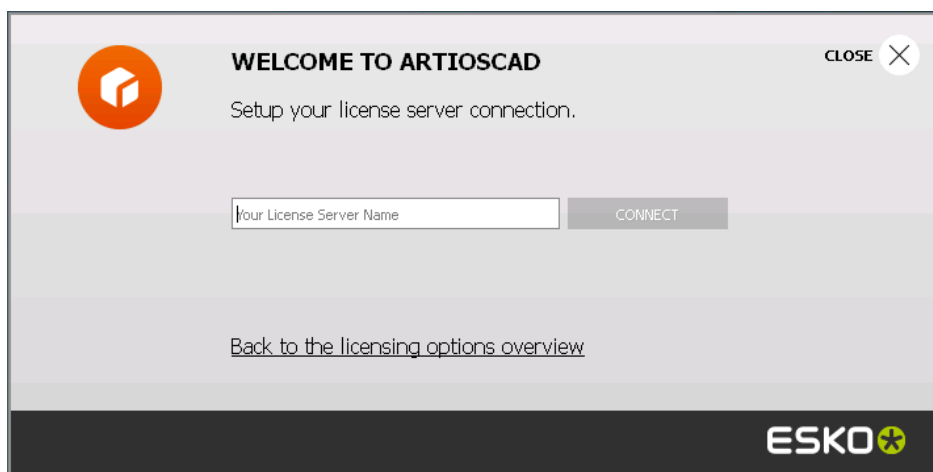 WELCOME TO ARTIOSCAD
CLOSE
Setup your license server connection.
Your License Server Name
CONNECT
Back to the licensing options overview
ESKO